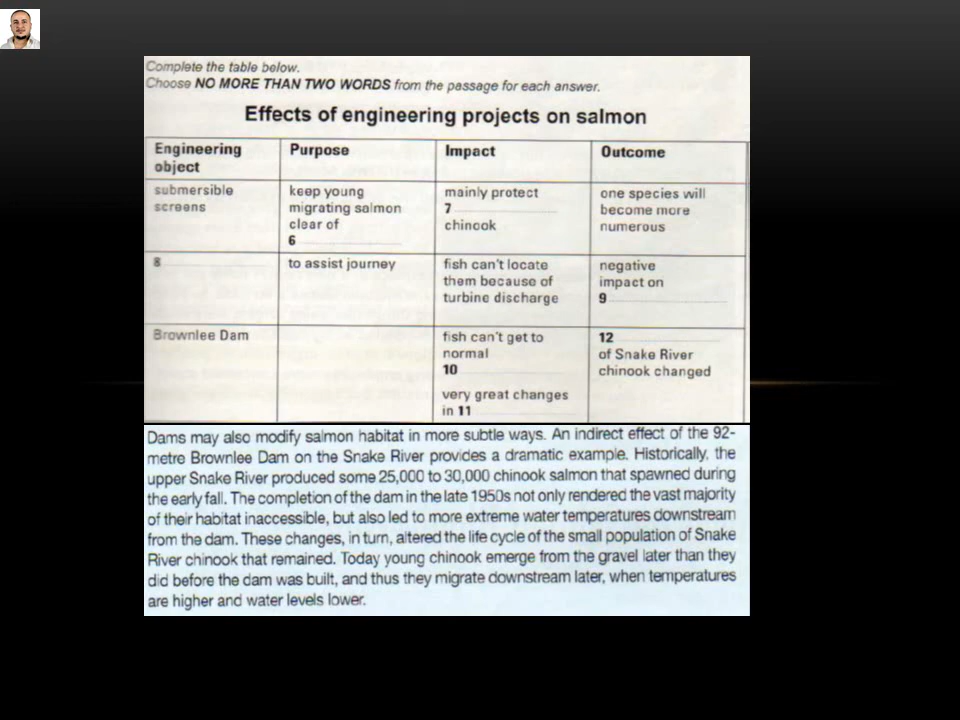 Complete the table below.
Choose NO MORE THAN TWO WORDS from the passage for each answer.
Effects of engineering projects on salmon
Engineering object
Purpose
Impact
Outcome
submersible screens
keep young
migrating salmon
clear of
6
mainly protect
7
chinook
one species will
become more
numerous
8
to assist journey
fish can't locate
them because of
turbine discharge
negative
impact on
9
Brownlee Dam
fish can't get to
normal
10
very great changes
in 11
12
of Snake River
chinook changed
Dams may also modify salmon habitat in more subtle ways. An indirect effect of the 92-
metre Brownlee Dam on the Snake River provides a dramatic example. Historically, the
upper Snake River produced some 25,000 to 30,000 chinook salmon that spawned during
the early fall. The completion of the dam in the late 1950s not only rendered the vast majority
of their habitat inaccessible, but also led to more extreme water temperatures downstream
from the dam. These changes, in turn, altered the life cycle of the small population of Snake
River chinook that remained. Today young chinook emerge from the gravel later than they
did before the dam was built, and thus they migrate downstream later, when temperatures
are higher and water levels lower.